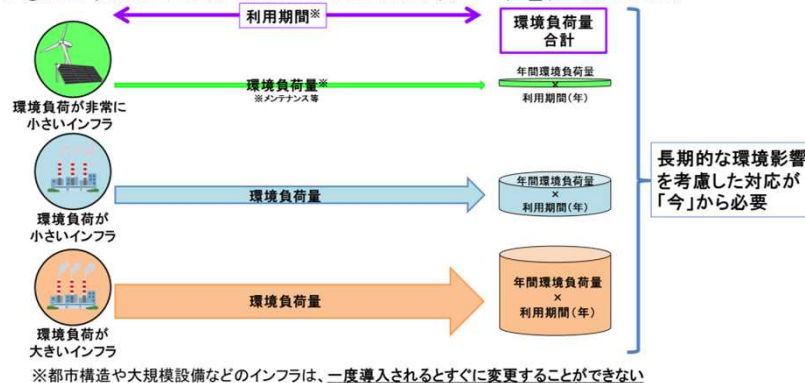 利用期間※
環境負荷量
合計
環境負荷が非常に
小さいインフラ
環境負荷量※
※メンテナンス等
年間環境負荷量
×
利用期間(年)
環境負荷が
小さいインフラ
環境負荷量
年間環境負荷量
×
利用期間(年)
環境負荷が
大きいインフラ
環境負荷量
年間環境負荷量
×
利用期間(年)
長期的な環境影響
を考慮した対応が
「今」から必要
※都市構造や大規模設備などのインフラは、一度導入されるとすぐに変更することができない